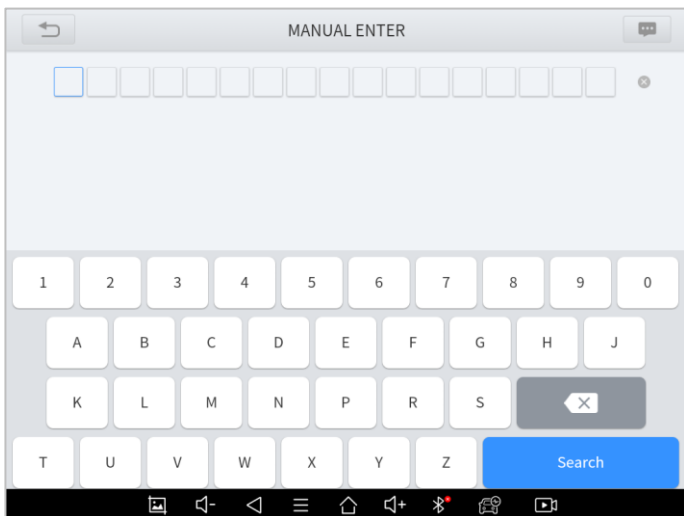 MANUAL ENTER
1 2 3 4 5 6 7 8 9 0
A B C D E F G H J
K L M N P R S
T U V W X Y Z Search